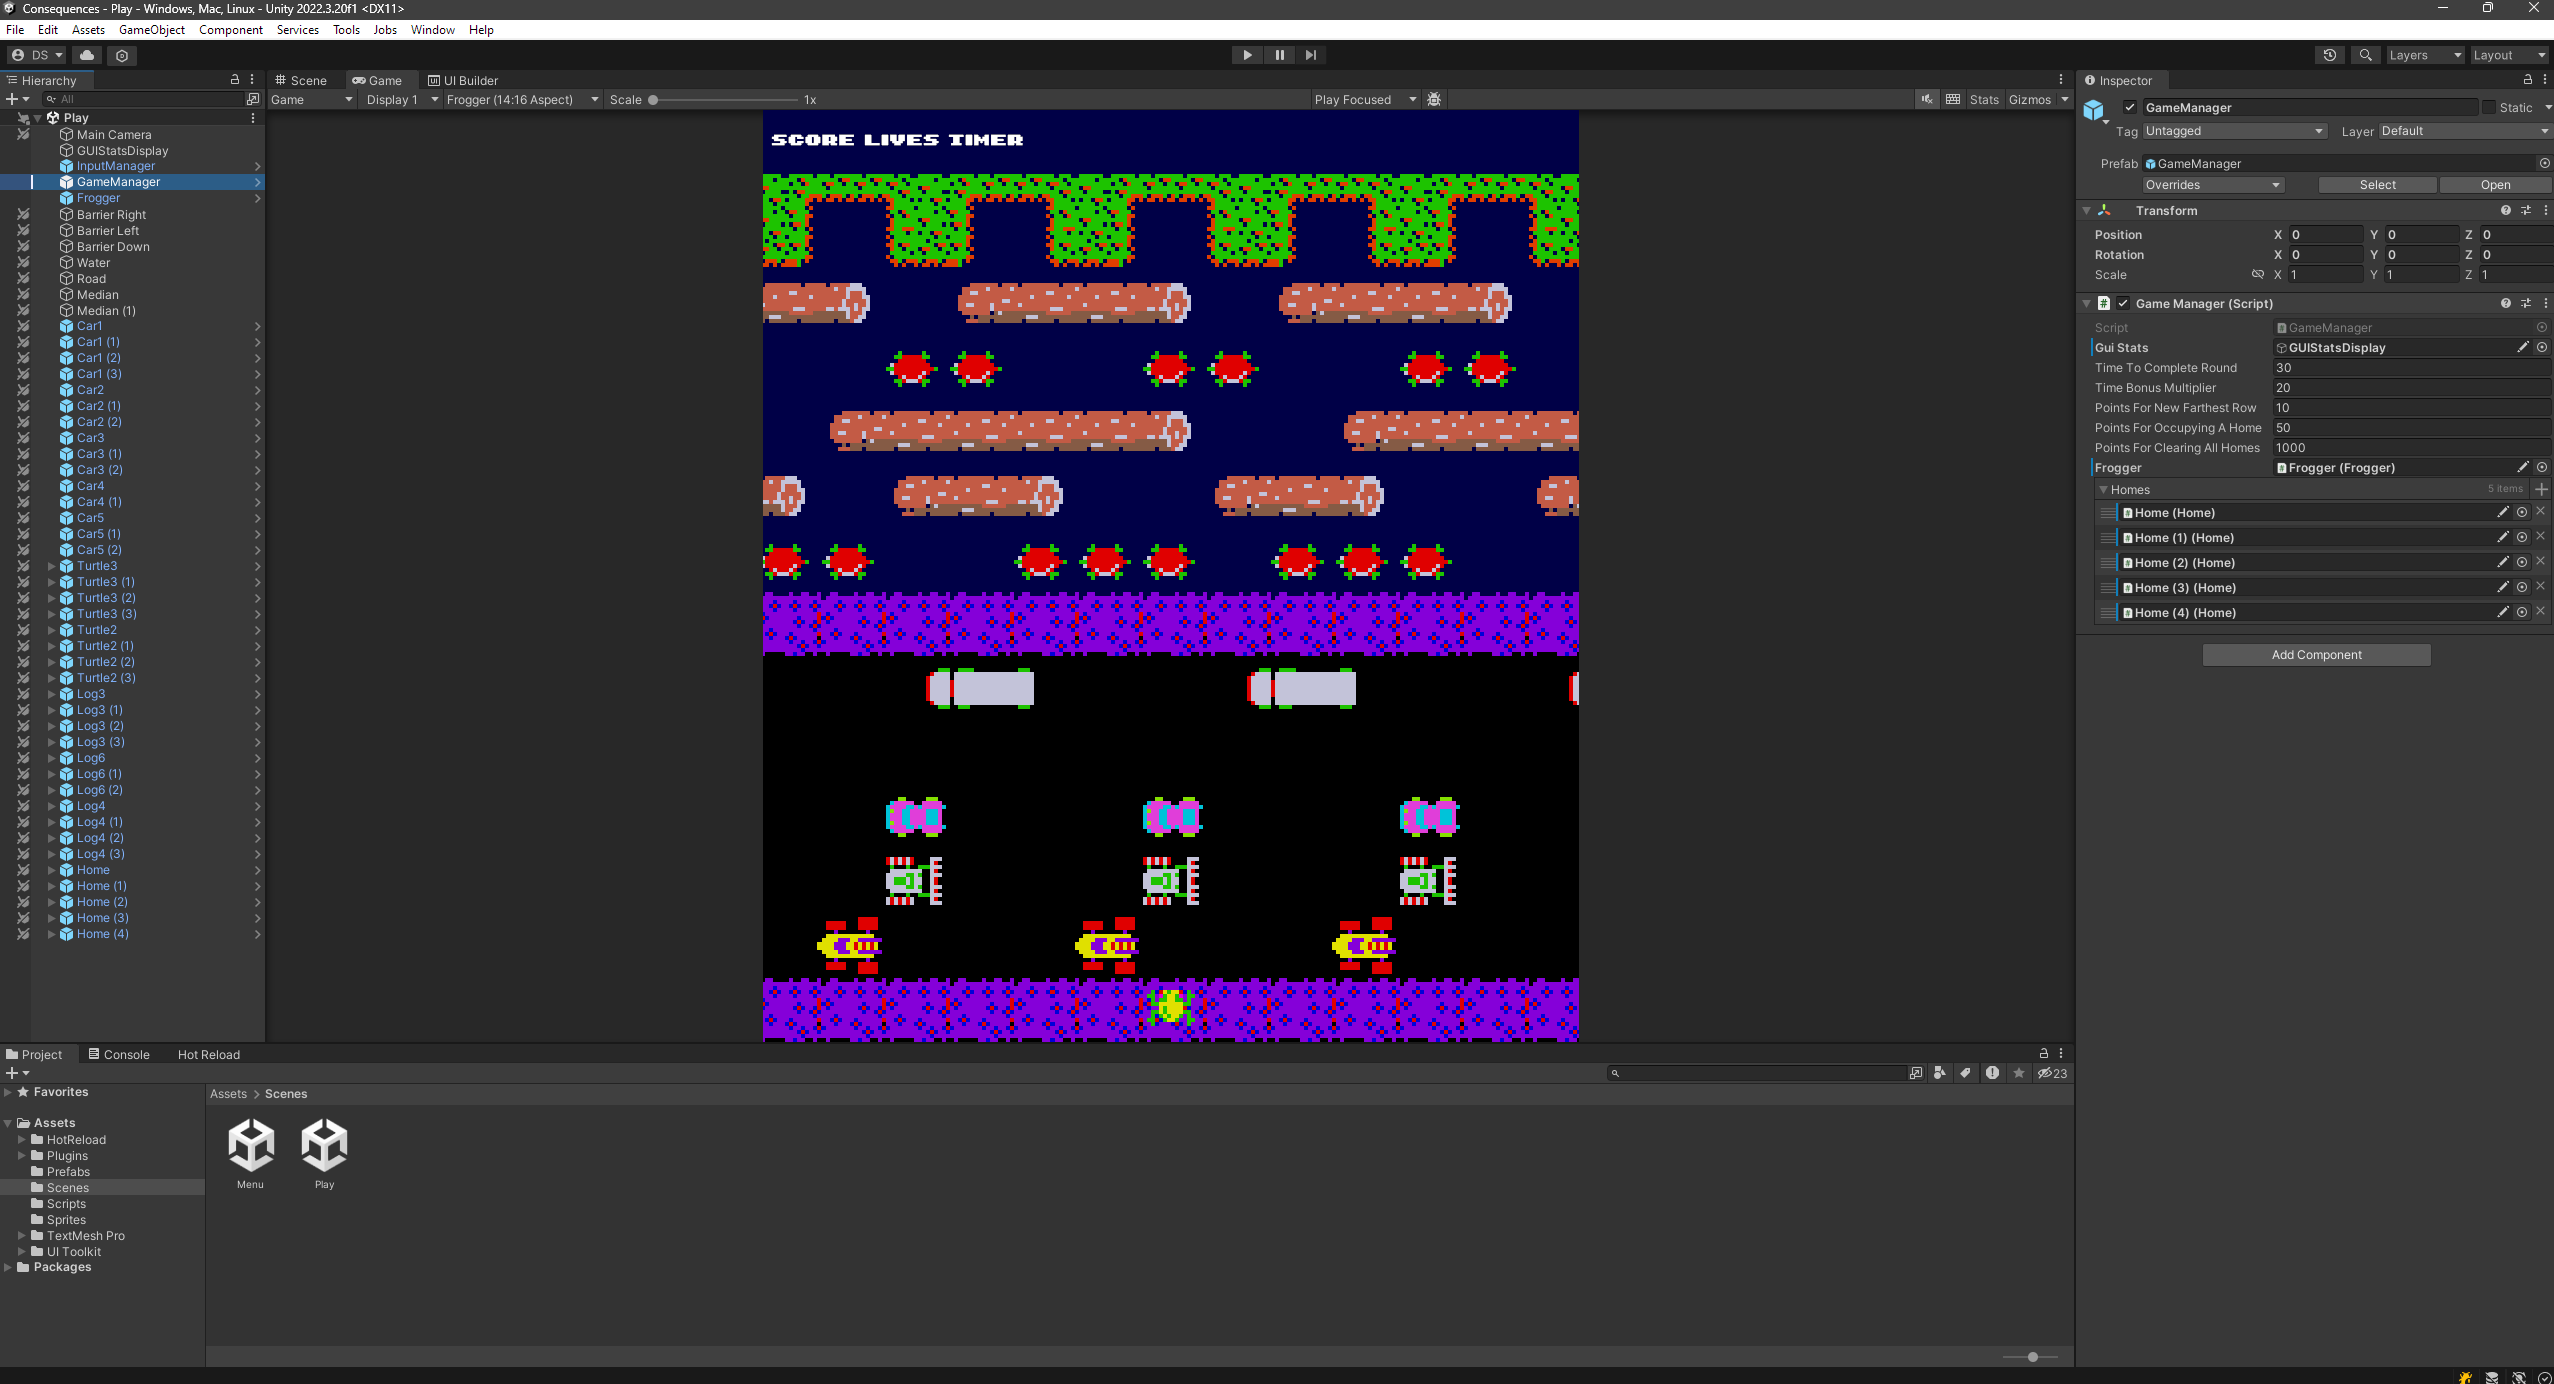 Consequences - Play - Windows, Mac, Linux - Unity 2022.3.20f1 <DX11>
File Edit Assets GameObject Component Services Tools Jobs Window Help
DS Layers Layout
Hierarchy
All
Play
Main Camera
GUIStatsDisplay
InputManager
GameManager
Frogger
Barrier Right
Barrier Left
Barrier Down
Water
Road
Median
Median (1)
Car1
Car1 (1)
Car1 (2)
Car1 (3)
Car2
Car2 (1)
Car2 (2)
Car3
Car3 (1)
Car3 (2)
Car4
Car4 (1)
Car5
Car5 (1)
Car5 (2)
Turtle3
Turtle3 (1)
Turtle3 (2)
Turtle3 (3)
Turtle2
Turtle2 (1)
Turtle2 (2)
Turtle2 (3)
Log3
Log3 (1)
Log3 (2)
Log3 (3)
Log6
Log6 (1)
Log6 (2)
Log4
Log4 (1)
Log4 (2)
Log4 (3)
Home
Home (1)
Home (2)
Home (3)
Home (4)
Scene Game UI Builder
Game Display 1 Frogger (14:16 Aspect) Scale 1x Play Focused Stats Gizmos
SCORE LIVES TIMER
Inspector
GameManager Static
Tag Untagged Layer Default
Prefab GameManager
Overrides Select Open
Transform
Position X 0 Y 0 Z 0
Rotation X 0 Y 0 Z 0
Scale X 1 Y 1 Z 1
Game Manager (Script)
Script GameManager
Gui Stats GUIStatsDisplay
Time To Complete Round 30
Time Bonus Multiplier 20
Points For New Farthest Row 10
Points For Occupying A Home 50
Points For Clearing All Homes 1000
Frogger Frogger (Frogger)
Homes 5 items
Home (Home)
Home (1) (Home)
Home (2) (Home)
Home (3) (Home)
Home (4) (Home)
Add Component
Project Console Hot Reload
23
Favorites
Assets
HotReload
Plugins
Prefabs
Scenes
Scripts
Sprites
TextMesh Pro
UI Toolkit
Packages
Assets > Scenes
Menu Play